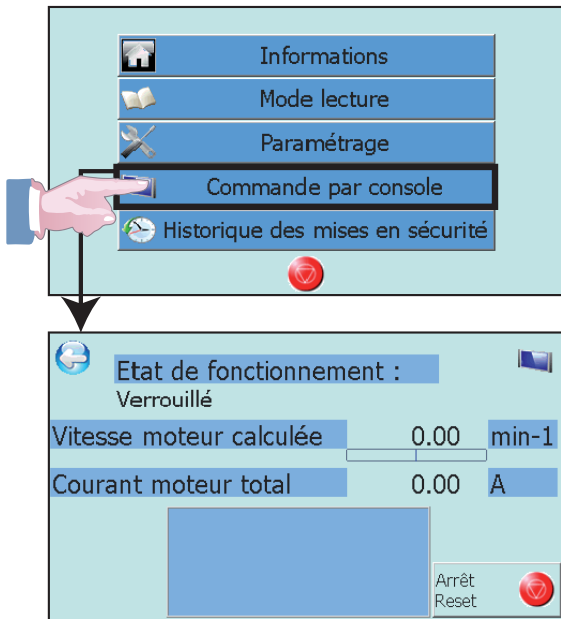 Informations
Mode lecture
Paramétrage
Commande par console
Historique des mises en sécurité
Etat de fonctionnement :
Verrouillé
Vitesse moteur calculée 0.00 min-1
Courant moteur total 0.00 A
Arrêt
Reset